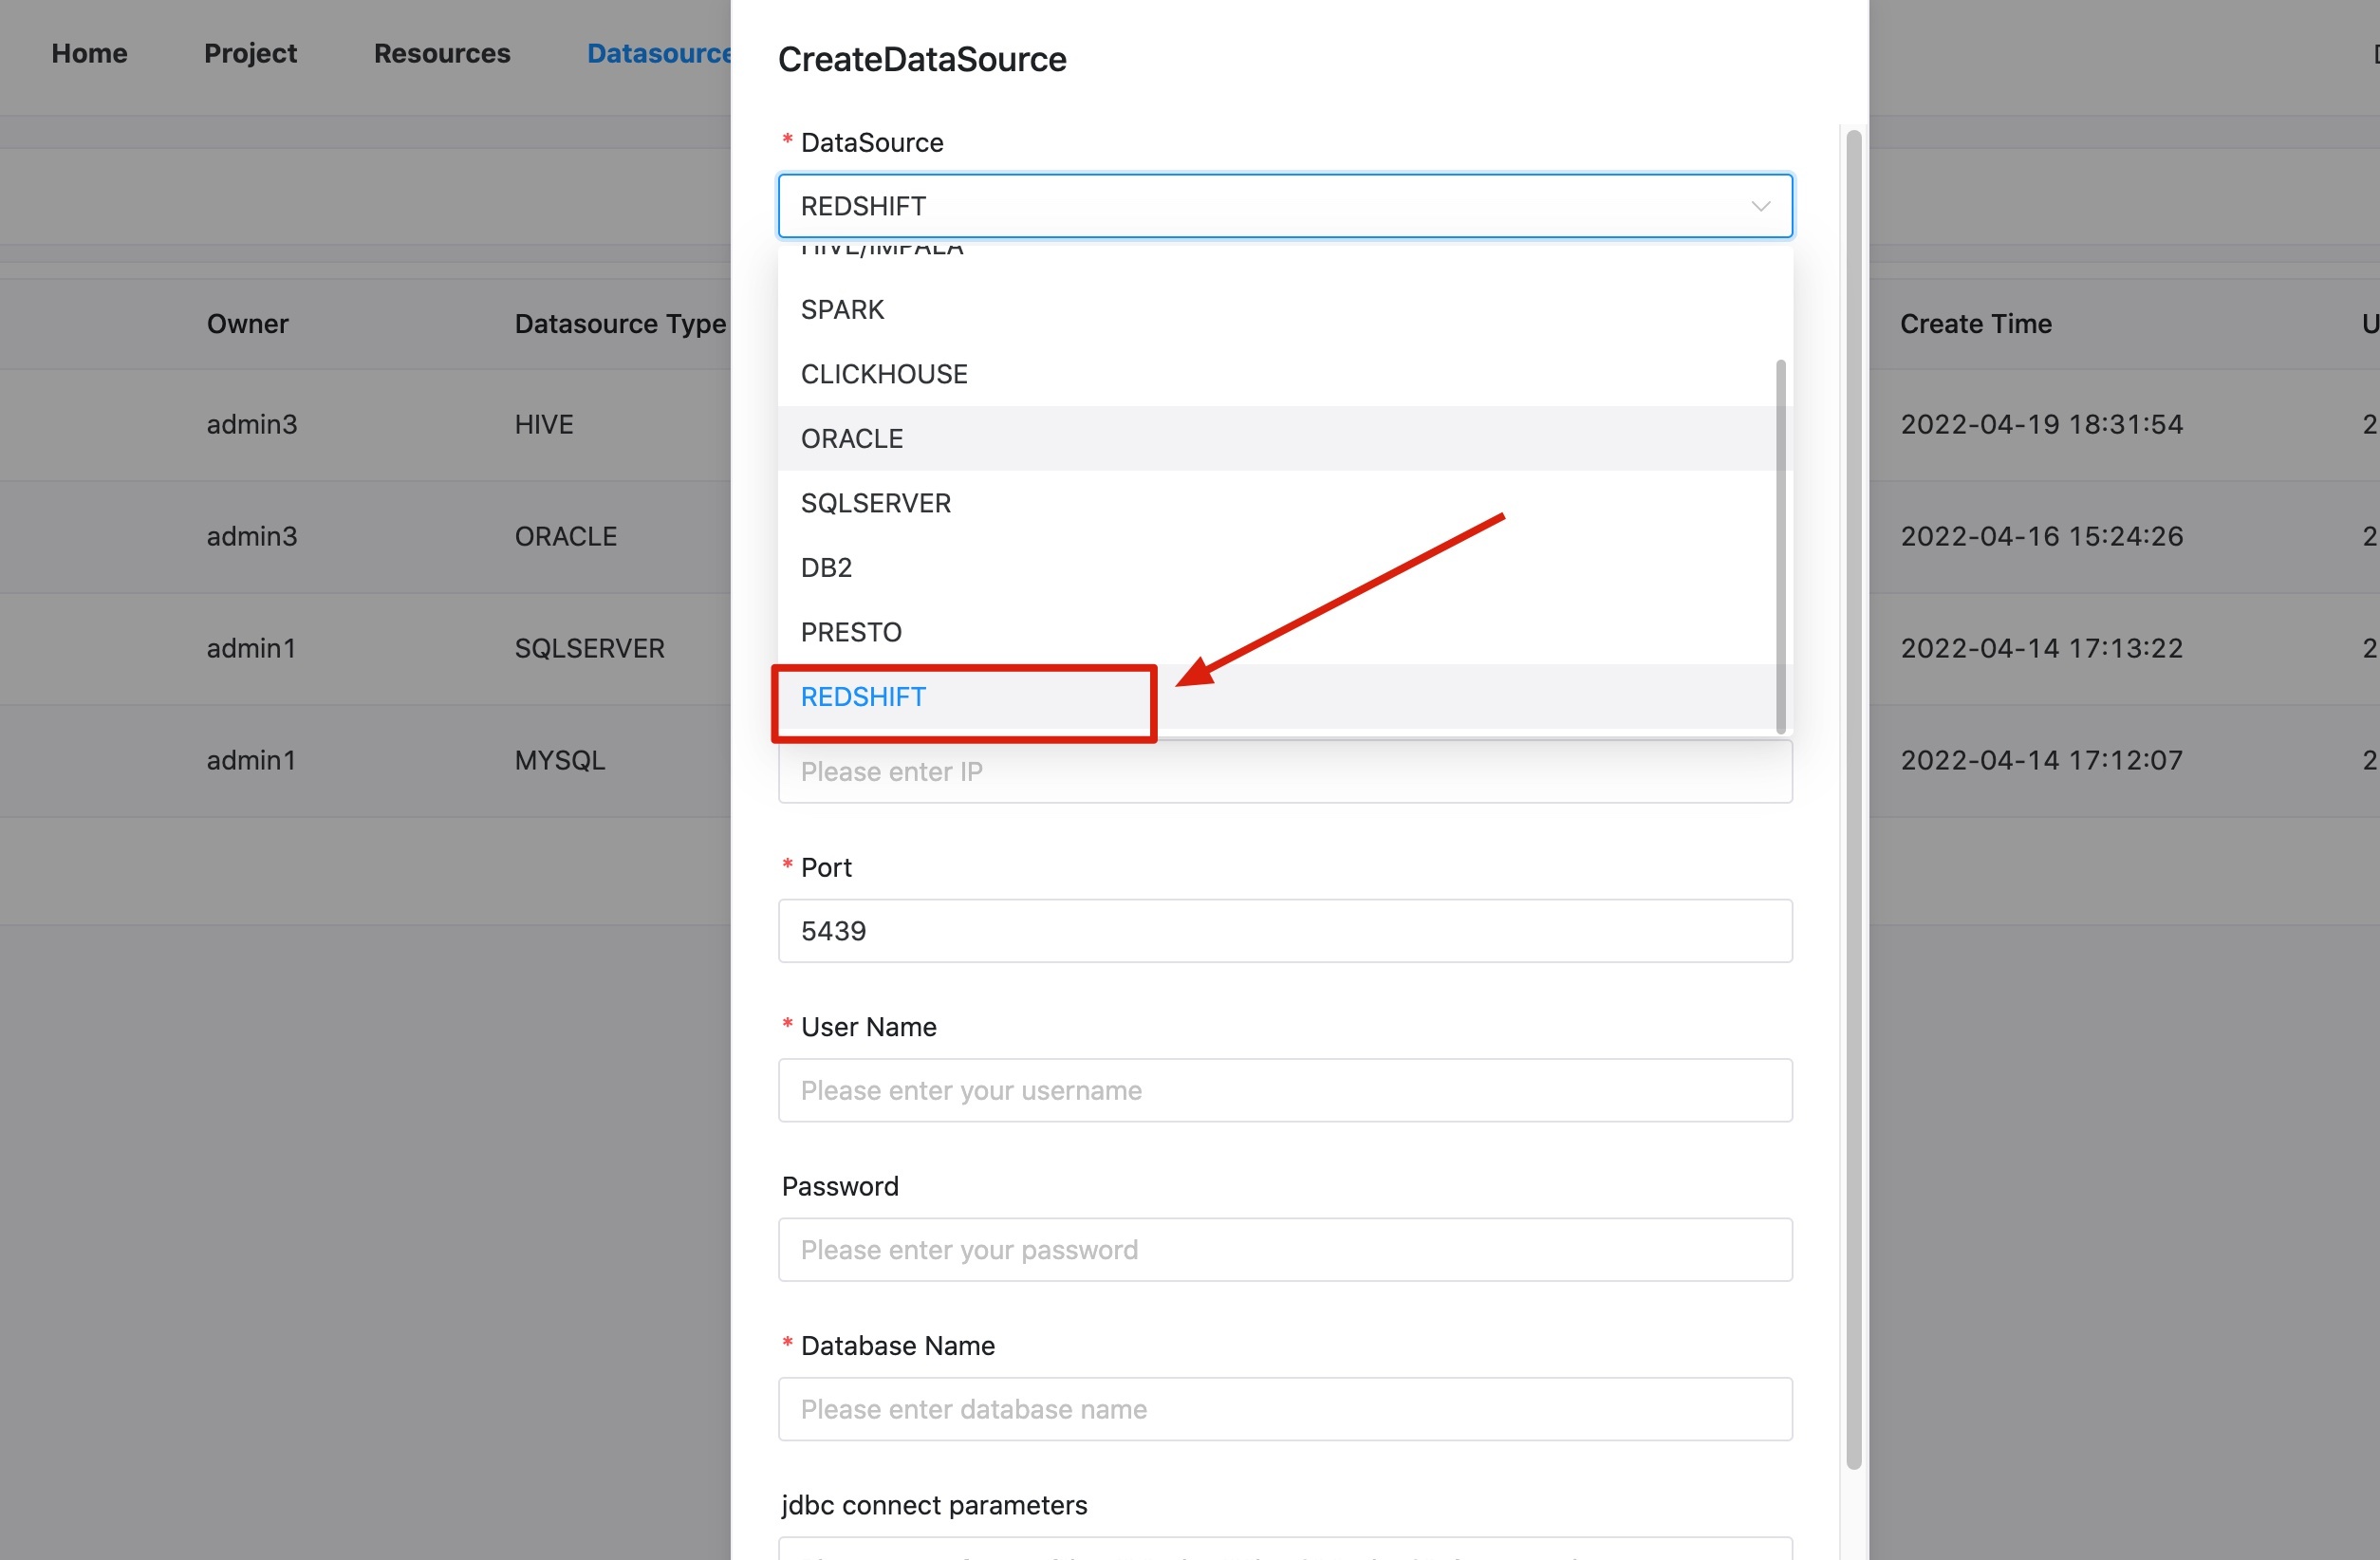 Home Project Resources Datasource
CreateDataSource
* DataSource
REDSHIFT
HIVE/IMPALA
SPARK
CLICKHOUSE
ORACLE
SQLSERVER
DB2
PRESTO
REDSHIFT
Please enter IP
* Port
5439
* User Name
Please enter your username
Password
Please enter your password
* Database Name
Please enter database name
jdbc connect parameters
Owner Datasource Type Create Time
admin3 HIVE 2022-04-19 18:31:54 2
admin3 ORACLE 2022-04-16 15:24:26 2
admin1 SQLSERVER 2022-04-14 17:13:22 2
admin1 MYSQL 2022-04-14 17:12:07 2